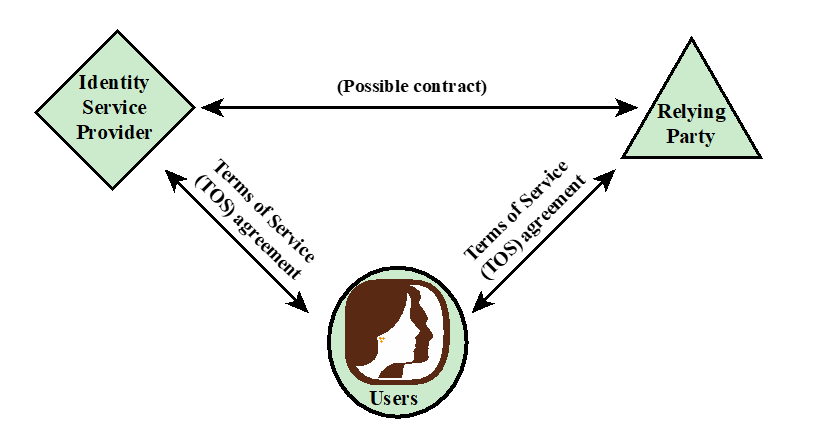 Identity
Service
Provider
(Possible contract)
Relying
Party
Terms of Service
(TOS) agreement
Terms of Service
(TOS) agreement
Users